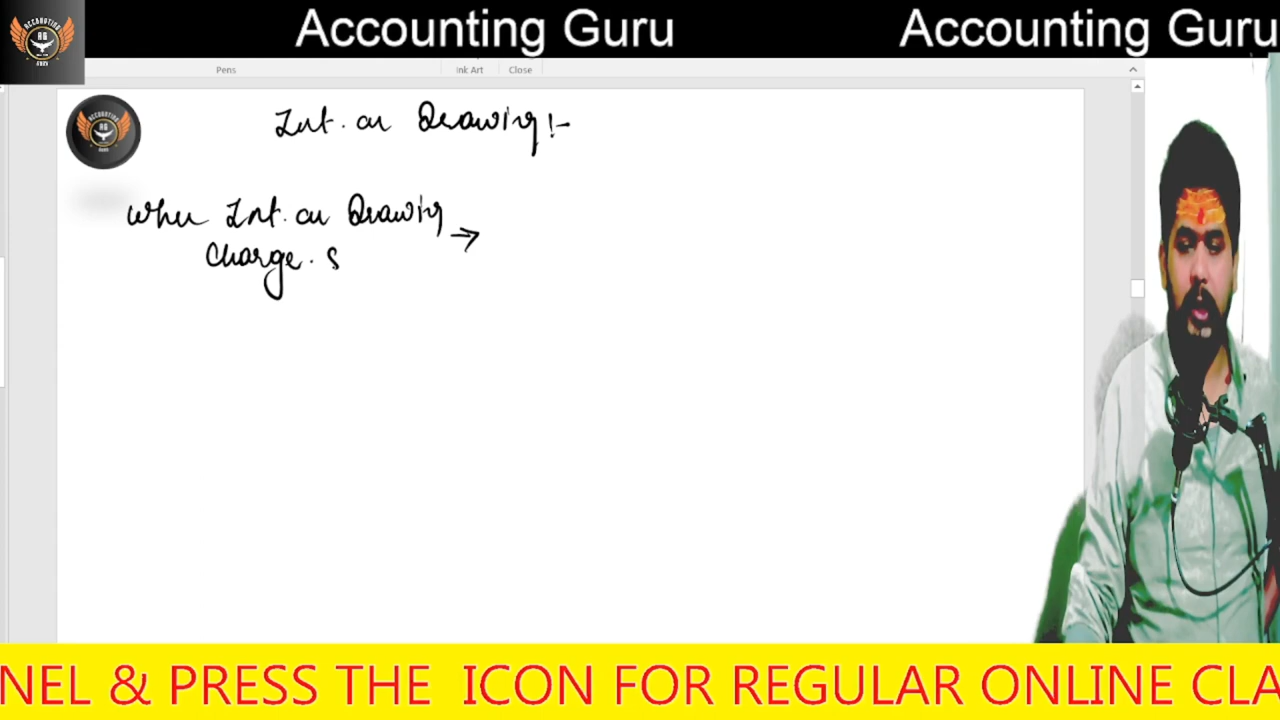 Accounting Guru Accounting Guru
Pens Ink Art Close
Int. on Drawing :-
When Int. on Drawing →
Charge. s
NEL & PRESS THE ICON FOR REGULAR ONLINE CLA